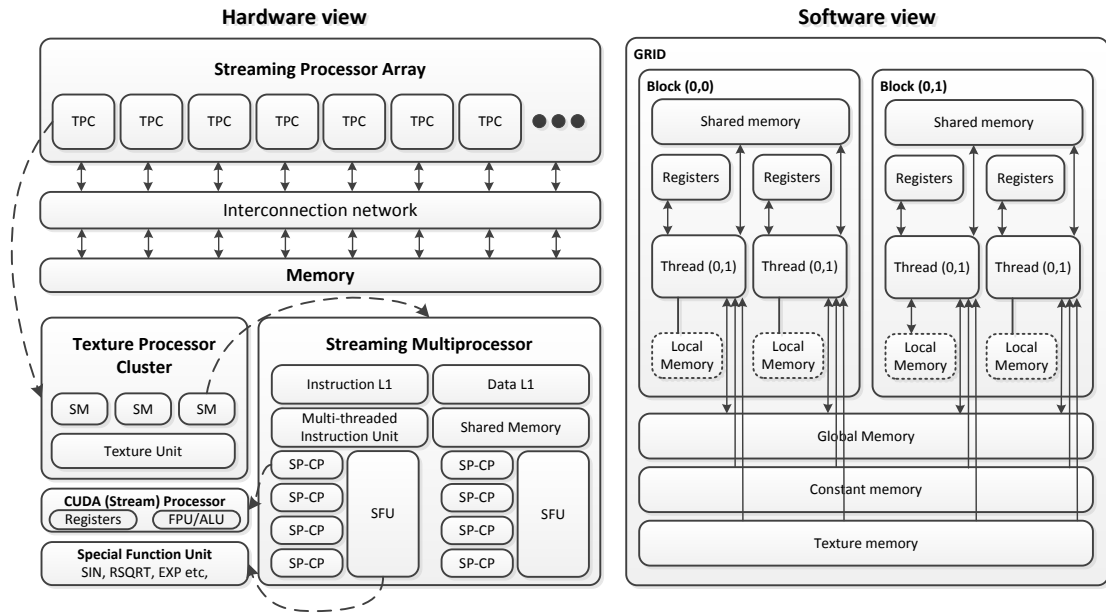 Hardware view
Streaming Processor Array
TPC TPC TPC TPC TPC TPC TPC
Interconnection network
Memory
Texture Processor
Cluster
SM SM SM
Texture Unit
CUDA (Stream) Processor
Registers FPU/ALU
Special Function Unit
SIN, RSQRT, EXP etc,
Streaming Multiprocessor
Instruction L1 Data L1
Multi-threaded
Instruction Unit
Shared Memory
SP-CP
SP-CP
SP-CP
SP-CP
SFU
SP-CP
SP-CP
SP-CP
SP-CP
SFU
Software view
GRID
Block (0,0)
Shared memory
Registers Registers
Thread (0,1) Thread (0,1)
Local
Memory
Local
Memory
Block (0,1)
Shared memory
Registers Registers
Thread (0,1) Thread (0,1)
Local
Memory
Local
Memory
Global Memory
Constant memory
Texture memory